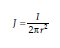 J = I / 2πr²